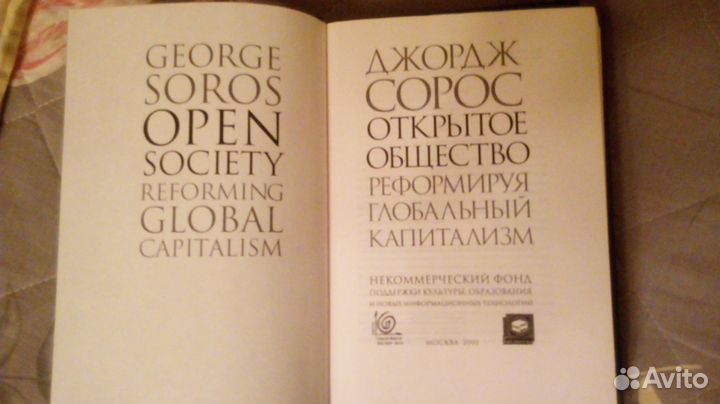 GEORGE
SOROS
OPEN
SOCIETY
REFORMING
GLOBAL
CAPITALISM
ДЖОРДЖ
СОРОС
ОТКРЫТОЕ
ОБЩЕСТВО
РЕФОРМИРУЯ
ГЛОБАЛЬНЫЙ
КАПИТАЛИЗМ
НЕКОММЕРЧЕСКИЙ ФОНД
ПОДДЕРЖКИ КУЛЬТУРЫ, ОБРАЗОВАНИЯ
И НОВЫХ ИНФОРМАЦИОННЫХ ТЕХНОЛОГИЙ
МОСКВА 2001
Avito